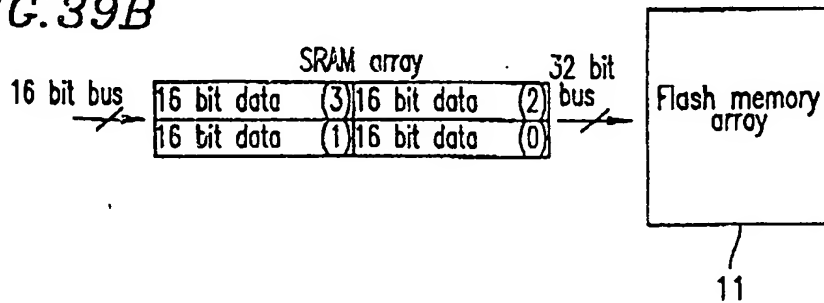 G. 39B
SRAM array
16 bit bus
32 bit bus
16 bit data (3) 16 bit data (2)
16 bit data (1) 16 bit data (0)
Flash memory array
11